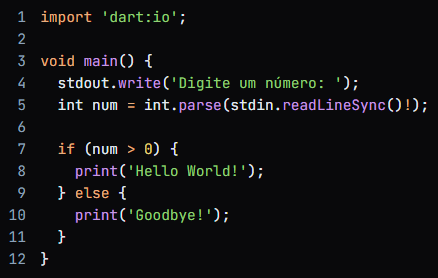 1 import 'dart:io';
2
3 void main() {
4   stdout.write('Digite um número: ');
5   int num = int.parse(stdin.readLineSync()!);
6
7   if (num > 0) {
8     print('Hello World!');
9   } else {
10     print('Goodbye!');
11   }
12 }